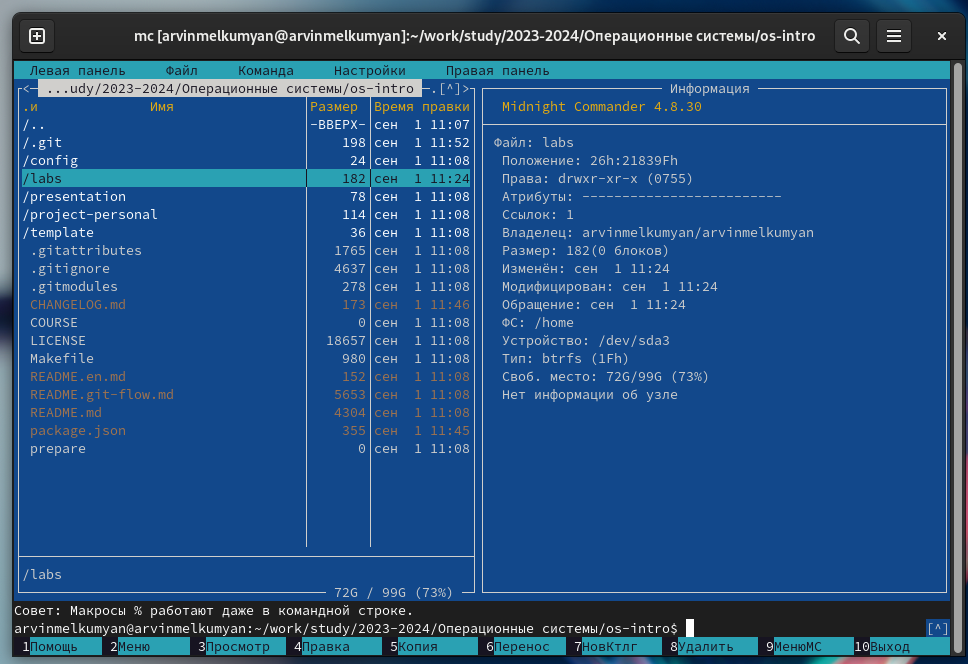 mc [arvinmelkumyan@arvinmelkumyan]:~/work/study/2023-2024/Операционные системы/os-intro
Левая панель Файл Команда Настройки Правая панель
<─ ...udy/2023-2024/Операционные системы/os-intro ─.[^]>
.и Имя Размер Время правки
/.. -ВВЕРХ- сен 1 11:07
/.git 198 сен 1 11:52
/config 24 сен 1 11:08
/labs 182 сен 1 11:24
/presentation 78 сен 1 11:08
/project-personal 114 сен 1 11:08
/template 36 сен 1 11:08
.gitattributes 1765 сен 1 11:08
.gitignore 4637 сен 1 11:08
.gitmodules 278 сен 1 11:08
CHANGELOG.md 173 сен 1 11:46
COURSE 0 сен 1 11:08
LICENSE 18657 сен 1 11:08
Makefile 980 сен 1 11:08
README.en.md 152 сен 1 11:08
README.git-flow.md 5653 сен 1 11:08
README.md 4304 сен 1 11:08
package.json 355 сен 1 11:45
prepare 0 сен 1 11:08
/labs
72G / 99G (73%)
Информация
Midnight Commander 4.8.30
Файл: labs
Положение: 26h:21839Fh
Права: drwxr-xr-x (0755)
Атрибуты: -------------------------
Ссылок: 1
Владелец: arvinmelkumyan/arvinmelkumyan
Размер: 182(0 блоков)
Изменён: сен 1 11:24
Модифицирован: сен 1 11:24
Обращение: сен 1 11:24
ФС: /home
Устройство: /dev/sda3
Тип: btrfs (1Fh)
Своб. место: 72G/99G (73%)
Нет информации об узле
Совет: Макросы % работают даже в командной строке.
arvinmelkumyan@arvinmelkumyan:~/work/study/2023-2024/Операционные системы/os-intro$ [^]
1Помощь 2Меню 3Просмотр 4Правка 5Копия 6Перенос 7НовКтлг 8Удалить 9МенюMC 10Выход